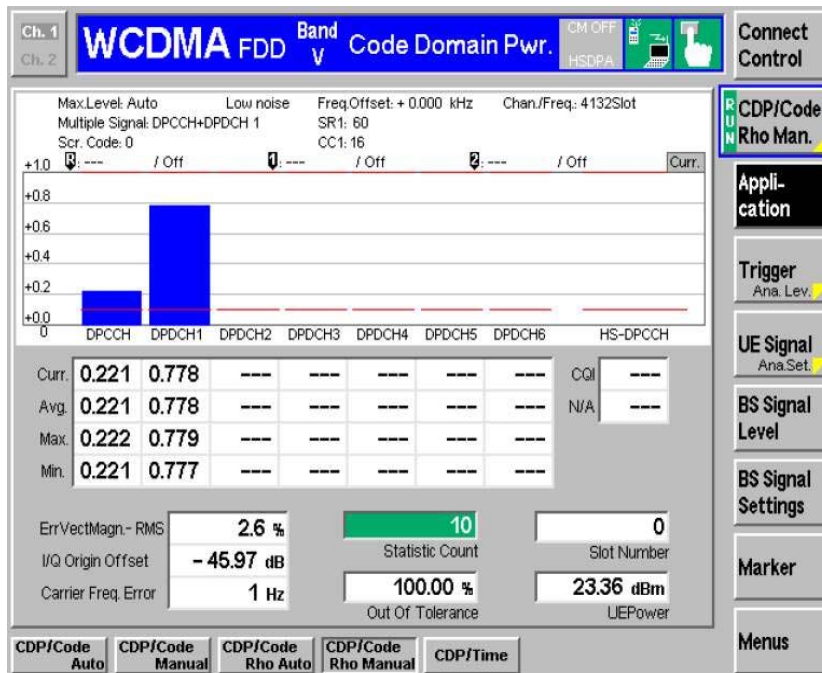 Ch. 1
Ch. 2
WCDMA FDD Band V Code Domain Pwr.
CM OFF
HSDPA
Connect Control
Max.Level: Auto Low noise Freq.Offset: + 0.000 kHz Chan./Freq.: 4132Slot
Multiple Signal: DPCCH+DPDCH 1 SR1: 60
Scr. Code: 0 CC1: 16
R: --- / Off 1: --- / Off 2: --- / Off Curr.
+1.0
+0.8
+0.6
+0.4
+0.2
+0.0
0 DPCCH DPDCH1 DPDCH2 DPDCH3 DPDCH4 DPDCH5 DPDCH6 HS-DPCCH
Curr. 0.221 0.778 --- --- --- --- --- CQI ---
Avg. 0.221 0.778 --- --- --- --- --- N/A ---
Max. 0.222 0.779 --- --- --- --- ---
Min. 0.221 0.777 --- --- --- --- ---
ErrVectMagn.- RMS 2.6 % 10 0
Statistic Count Slot Number
I/Q Origin Offset - 45.97 dB
Carrier Freq. Error 1 Hz 100.00 % 23.36 dBm
Out Of Tolerance UEPower
RUN
CDP/Code
Rho Man.
Appli-
cation
Trigger
Ana. Lev.
UE Signal
Ana.Set.
BS Signal
Level
BS Signal
Settings
Marker
Menus
CDP/Code Auto
CDP/Code Manual
CDP/Code Rho Auto
CDP/Code Rho Manual
CDP/Time